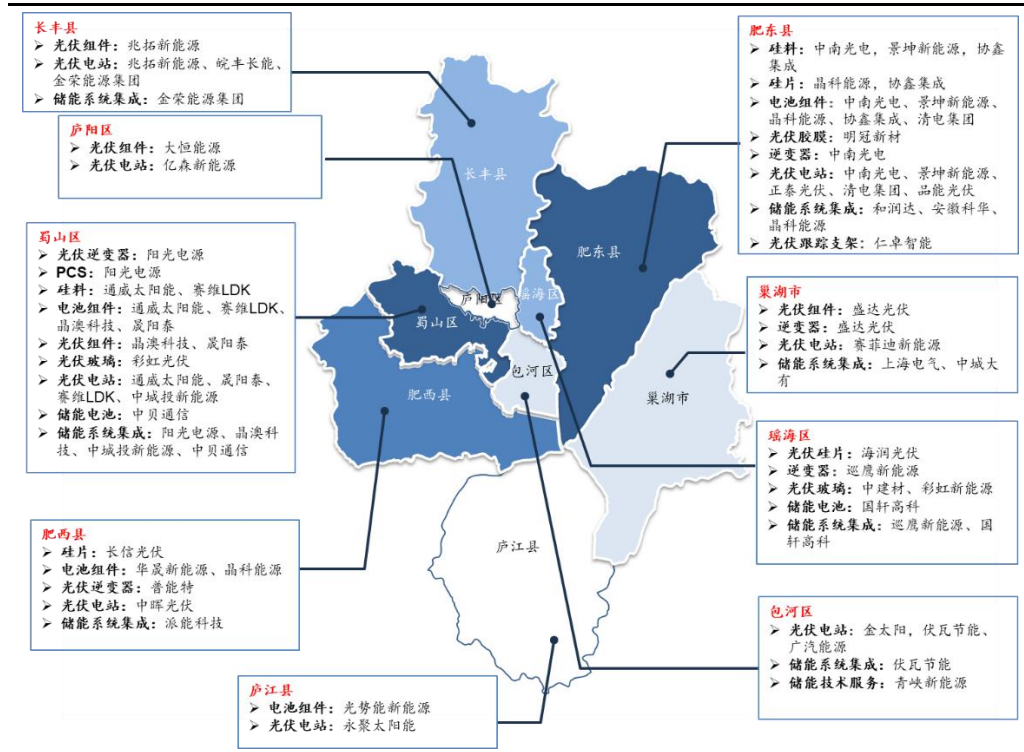 长丰县
➢ 光伏组件：兆拓新能源
➢ 光伏电站：兆拓新能源、皖丰长能、
金荣能源集团
➢ 储能系统集成：金荣能源集团
庐阳区
➢ 光伏组件：大恒能源
➢ 光伏电站：亿森新能源
蜀山区
➢ 光伏逆变器：阳光电源
➢ PCS：阳光电源
➢ 硅料：通威太阳能、赛维LDK
➢ 电池组件：通威太阳能、赛维LDK、
晶澳科技、晟阳泰
➢ 光伏组件：晶澳科技、晟阳泰
➢ 光伏玻璃：彩虹光伏
➢ 光伏电站：通威太阳能、晟阳泰、
赛维LDK、中城投新能源
➢ 储能电池：中贝通信
➢ 储能系统集成：阳光电源、晶澳科
技、中城投新能源、中贝通信
肥西县
➢ 硅片：长信光伏
➢ 电池组件：华晟新能源、晶科能源
➢ 光伏逆变器：普能特
➢ 光伏电站：中晖光伏
➢ 储能系统集成：派能科技
庐江县
➢ 电池组件：光势能新能源
➢ 光伏电站：永聚太阳能
长丰县
肥东县
庐阳区
瑶海区
蜀山区
包河区
肥西县
巢湖市
庐江县
肥东县
➢ 硅料：中南光电，景坤新能源，协鑫
集成
➢ 硅片：晶科能源，协鑫集成
➢ 电池组件：中南光电、景坤新能源、
晶科能源、协鑫集成、清电集团
➢ 光伏胶膜：明冠新材
➢ 逆变器：中南光电
➢ 光伏电站：中南光电、景坤新能源、
正泰光伏、清电集团、品能光伏
➢ 储能系统集成：和润达、安徽科华、
晶科能源
➢ 光伏跟踪支架：仁卓智能
巢湖市
➢ 光伏组件：盛达光伏
➢ 逆变器：盛达光伏
➢ 光伏电站：赛菲迪新能源
➢ 储能系统集成：上海电气、中城大
有
瑶海区
➢ 光伏硅片：海润光伏
➢ 逆变器：巡鹰新能源
➢ 光伏玻璃：中建材、彩虹新能源
➢ 储能电池：国轩高科
➢ 储能系统集成：巡鹰新能源、国
轩高科
包河区
➢ 光伏电站：金太阳，伏瓦节能、
广汽能源
➢ 储能系统集成：伏瓦节能
➢ 储能技术服务：青峡新能源